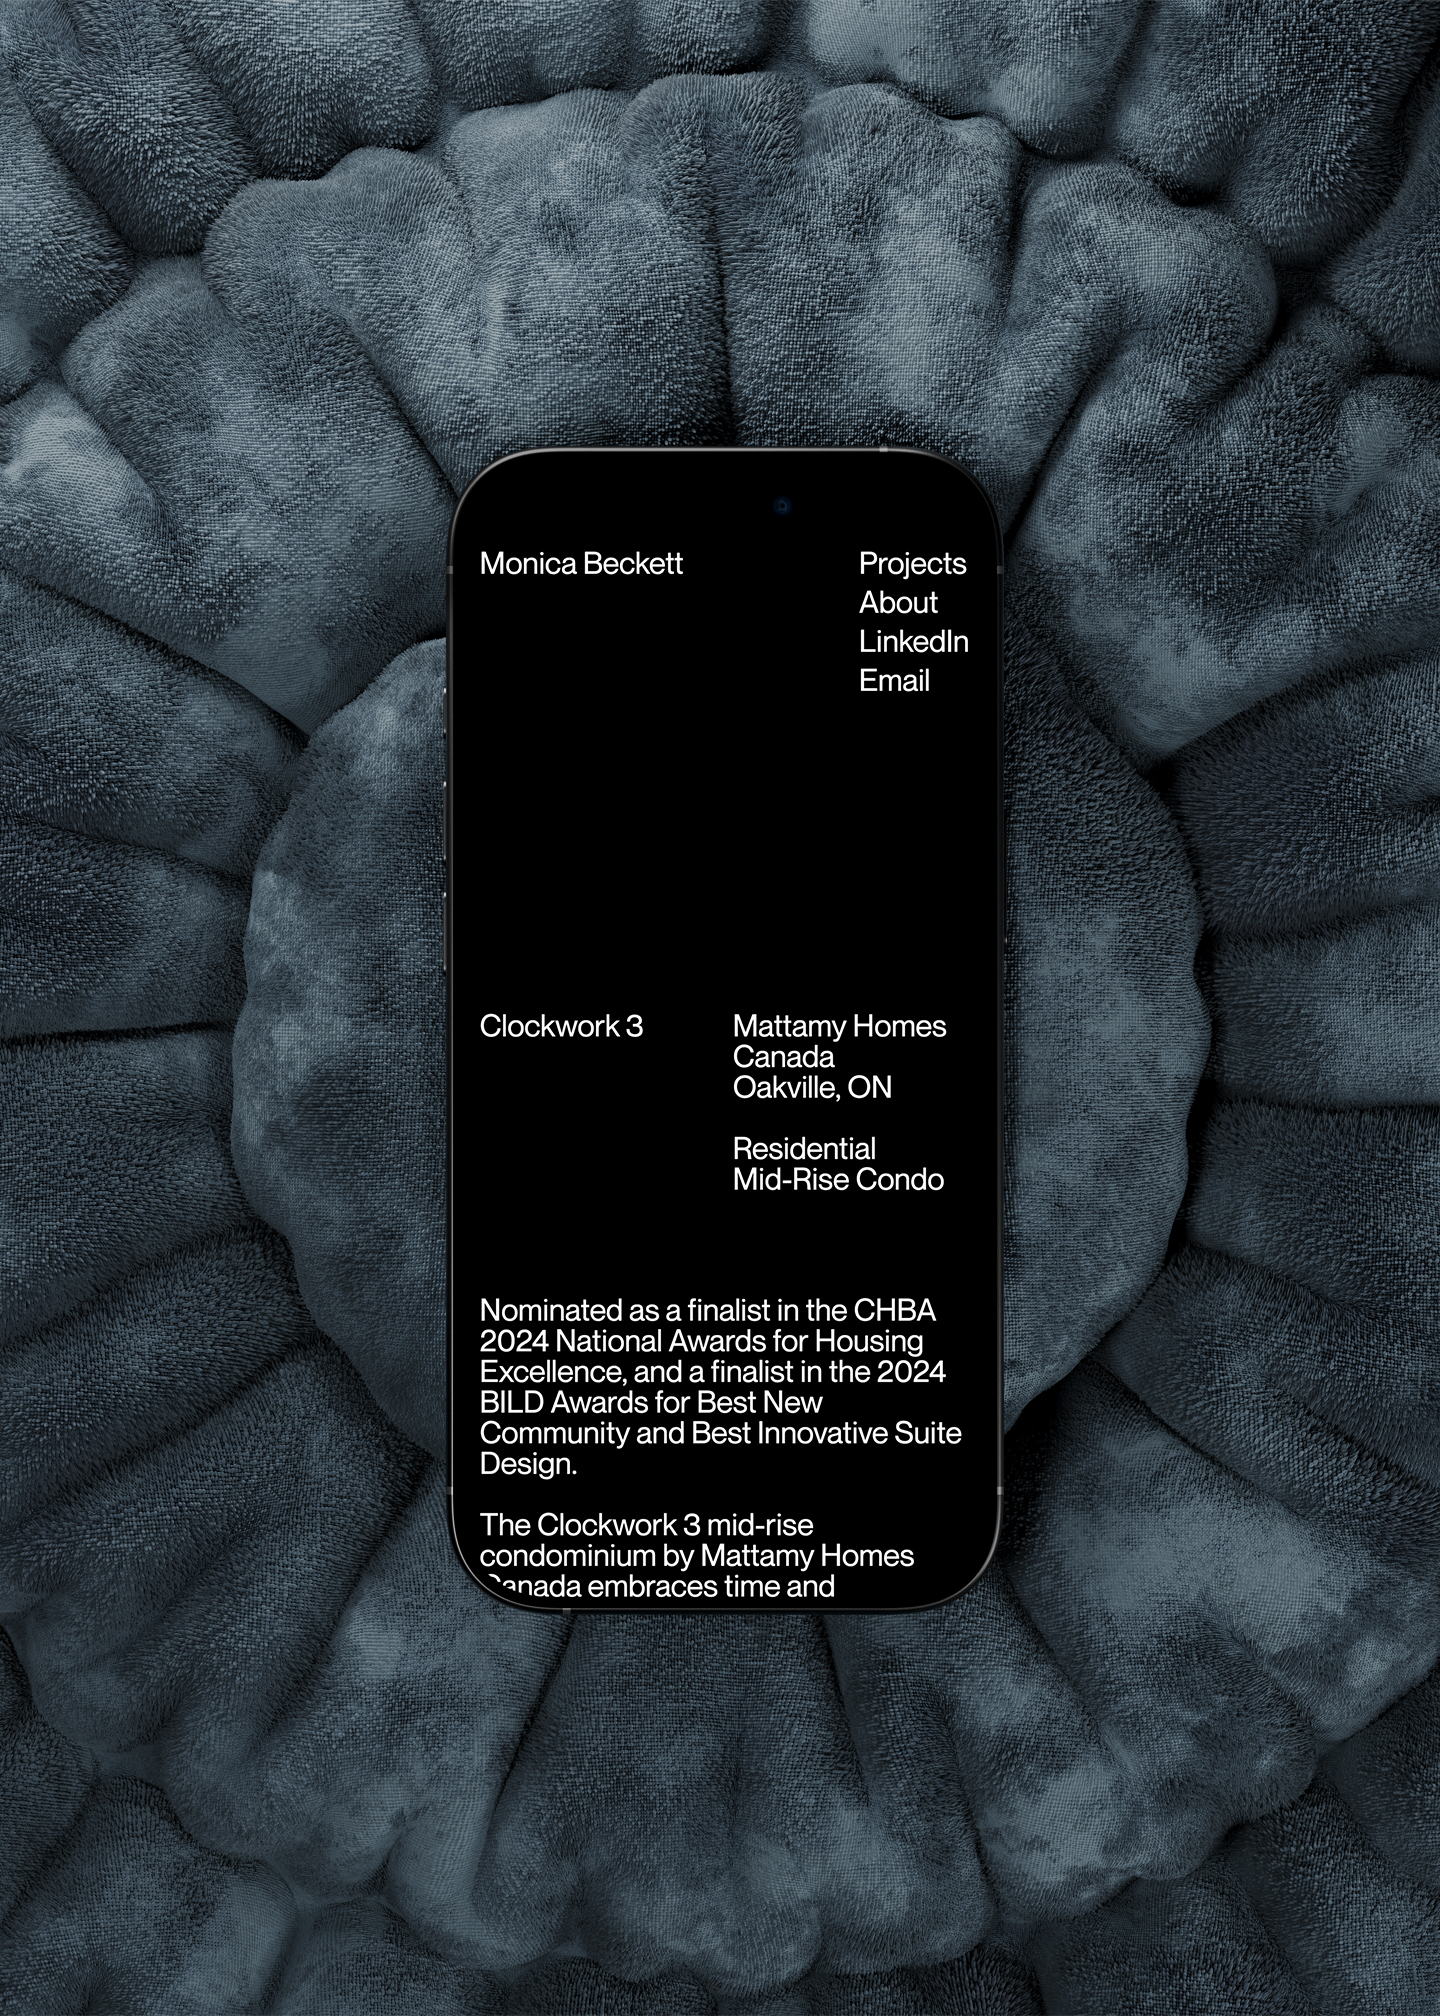 Monica Beckett
Projects
About
LinkedIn
Email
Clockwork 3
Mattamy Homes
Canada
Oakville, ON
Residential
Mid-Rise Condo
Nominated as a finalist in the CHBA
2024 National Awards for Housing
Excellence, and a finalist in the 2024
BILD Awards for Best New
Community and Best Innovative Suite
Design.
The Clockwork 3 mid-rise
condominium by Mattamy Homes
Canada embraces time and